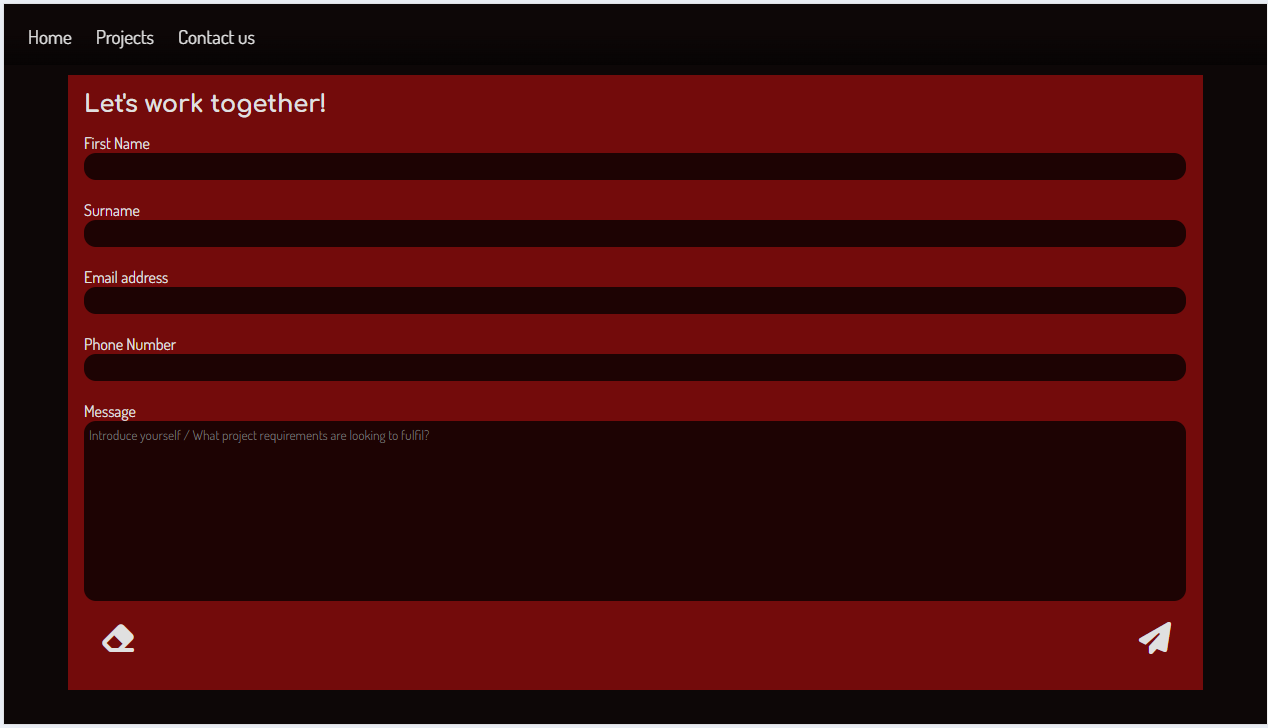 Home Projects Contact us
Let's work together!
First Name
Surname
Email address
Phone Number
Message
Introduce yourself / What project requirements are looking to fulfil?